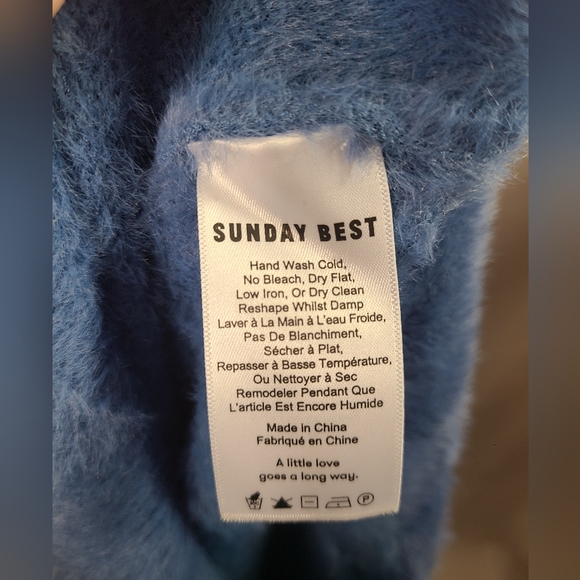 SUNDAY BEST
Hand Wash Cold,
No Bleach, Dry Flat,
Low Iron, Or Dry Clean
Reshape Whilst Damp
Laver à La Main à L'eau Froide,
Pas De Blanchiment,
Sécher à Plat,
Repasser à Basse Température,
Ou Nettoyer à Sec
Remodeler Pendant Que
L'article Est Encore Humide
Made in China
Fabriqué en Chine
A little love
goes a long way.
P